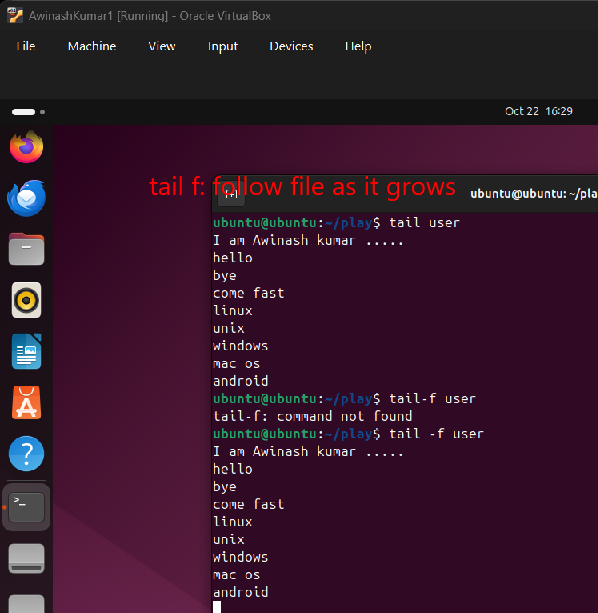 AwinashKumar1 [Running] - Oracle VirtualBox
File Machine View Input Devices Help
Oct 22 16:29
tail f: follow file as it grows
ubuntu@ubuntu: ~/pla
ubuntu@ubuntu:~/play$ tail user
I am Awinash kumar .....
hello
bye
come fast
linux
unix
windows
mac os
android
ubuntu@ubuntu:~/play$ tail-f user
tail-f: command not found
ubuntu@ubuntu:~/play$ tail -f user
I am Awinash kumar .....
hello
bye
come fast
linux
unix
windows
mac os
android